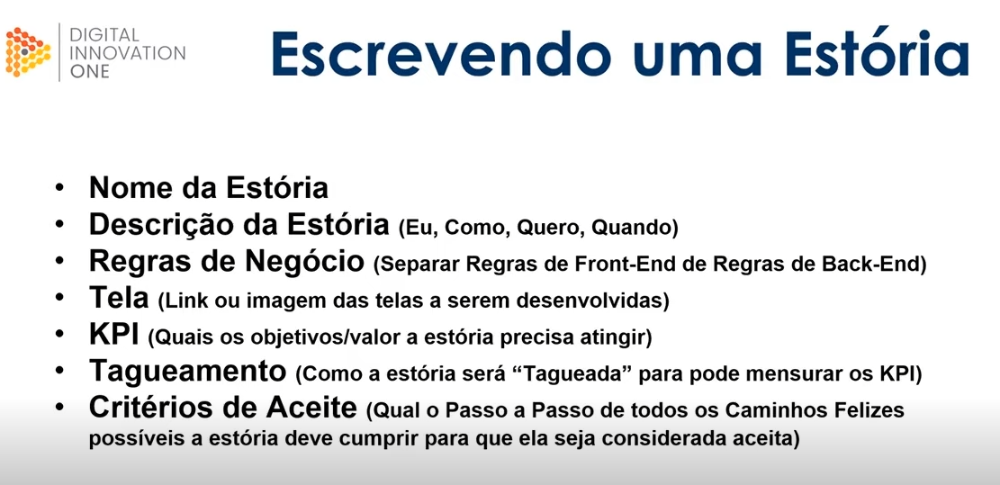 DIGITAL
INNOVATION
ONE
Escrevendo uma Estória
• Nome da Estória
• Descrição da Estória (Eu, Como, Quero, Quando)
• Regras de Negócio (Separar Regras de Front-End de Regras de Back-End)
• Tela (Link ou imagem das telas a serem desenvolvidas)
• KPI (Quais os objetivos/valor a estória precisa atingir)
• Tagueamento (Como a estória será “Tagueada” para pode mensurar os KPI)
• Critérios de Aceite (Qual o Passo a Passo de todos os Caminhos Felizes
possíveis a estória deve cumprir para que ela seja considerada aceita)